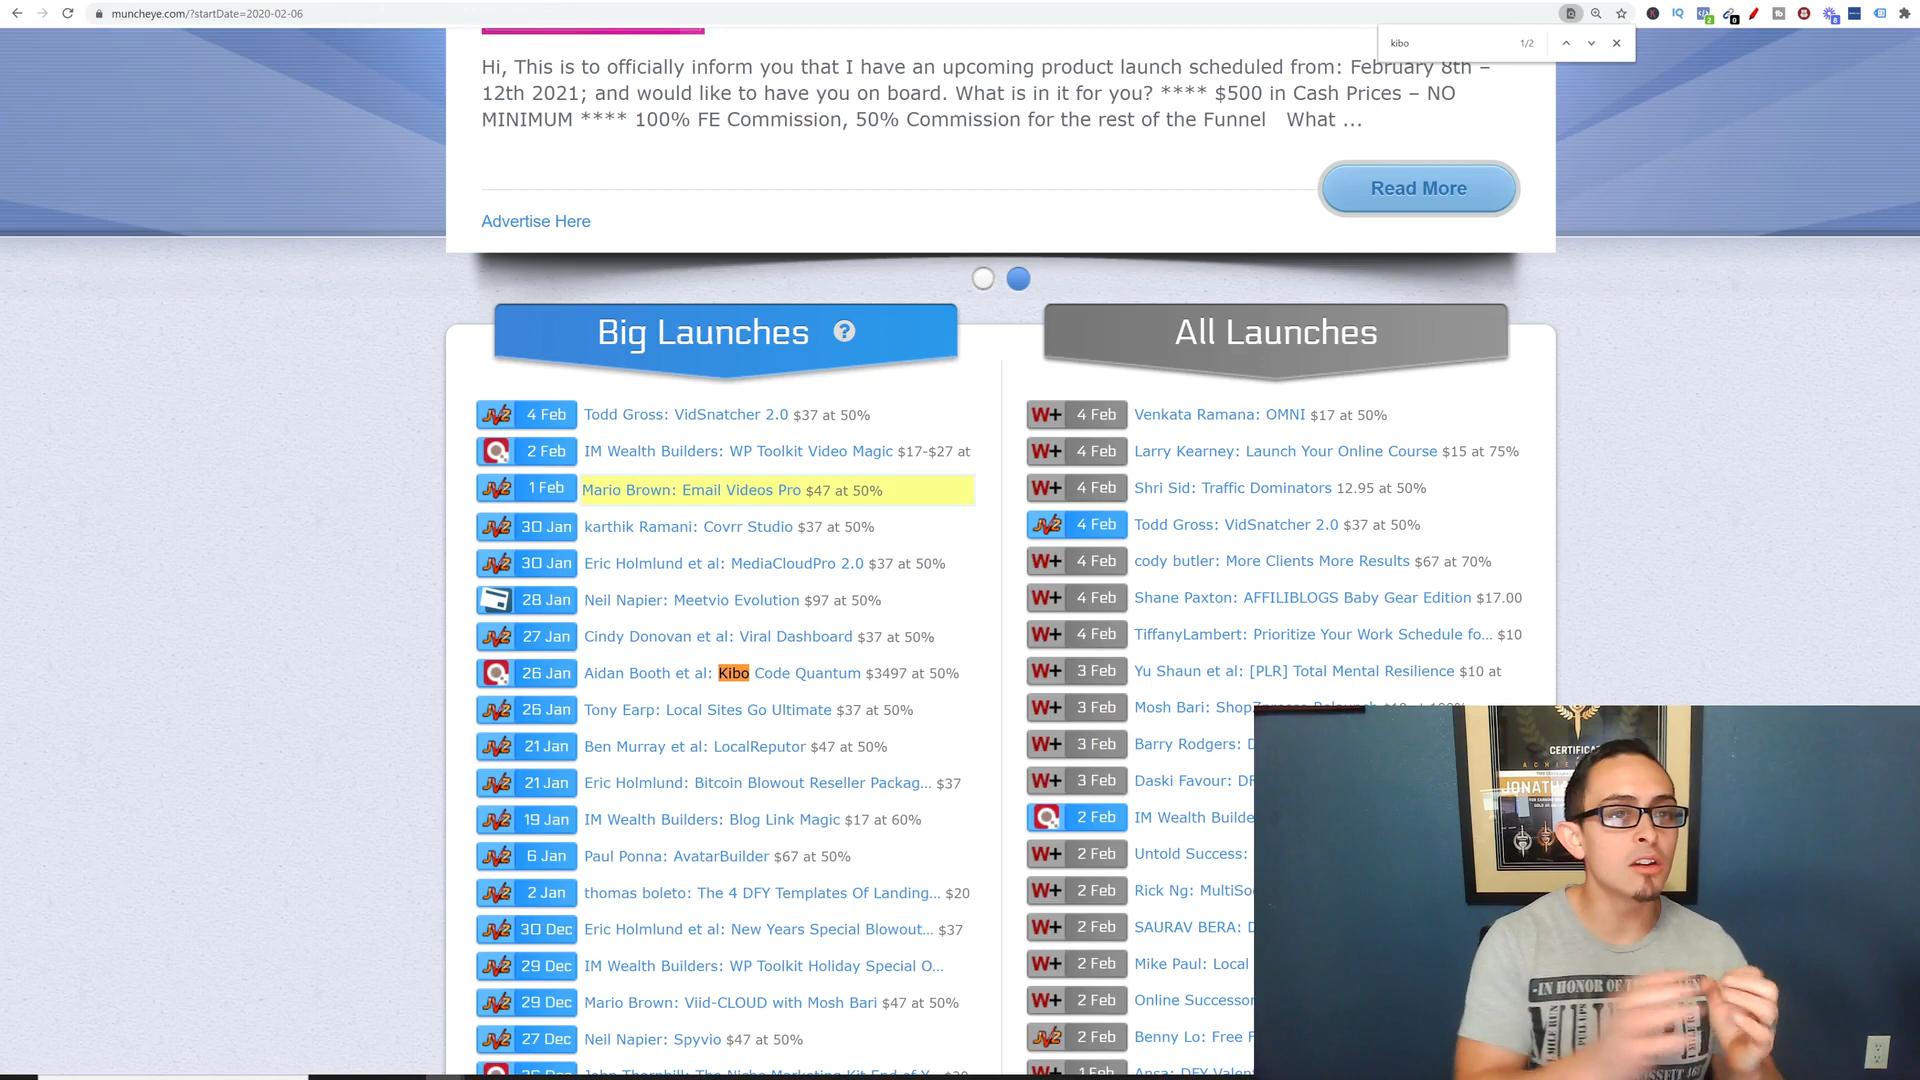 muncheye.com/?startDate=2020-02-06
kibo
1/2
Hi, This is to officially inform you that I have an upcoming product launch scheduled from: February 8th –
12th 2021; and would like to have you on board. What is in it for you? **** $500 in Cash Prices – NO
MINIMUM **** 100% FE Commission, 50% Commission for the rest of the Funnel What ...
Read More
Advertise Here
Big Launches ?
4 Feb Todd Gross: VidSnatcher 2.0 $37 at 50%
2 Feb IM Wealth Builders: WP Toolkit Video Magic $17-$27 at
1 Feb Mario Brown: Email Videos Pro $47 at 50%
30 Jan karthik Ramani: Covrr Studio $37 at 50%
30 Jan Eric Holmlund et al: MediaCloudPro 2.0 $37 at 50%
28 Jan Neil Napier: Meetvio Evolution $97 at 50%
27 Jan Cindy Donovan et al: Viral Dashboard $37 at 50%
26 Jan Aidan Booth et al: Kibo Code Quantum $3497 at 50%
26 Jan Tony Earp: Local Sites Go Ultimate $37 at 50%
21 Jan Ben Murray et al: LocalReputor $47 at 50%
21 Jan Eric Holmlund: Bitcoin Blowout Reseller Packag... $37
19 Jan IM Wealth Builders: Blog Link Magic $17 at 60%
6 Jan Paul Ponna: AvatarBuilder $67 at 50%
2 Jan thomas boleto: The 4 DFY Templates Of Landing... $20
30 Dec Eric Holmlund et al: New Years Special Blowout... $37
29 Dec IM Wealth Builders: WP Toolkit Holiday Special O...
29 Dec Mario Brown: Viid-CLOUD with Mosh Bari $47 at 50%
27 Dec Neil Napier: Spyvio $47 at 50%
John Thornhill: The Niche Marketing Kit End of Y...
All Launches
W+ 4 Feb Venkata Ramana: OMNI $17 at 50%
W+ 4 Feb Larry Kearney: Launch Your Online Course $15 at 75%
W+ 4 Feb Shri Sid: Traffic Dominators 12.95 at 50%
4 Feb Todd Gross: VidSnatcher 2.0 $37 at 50%
W+ 4 Feb cody butler: More Clients More Results $67 at 70%
W+ 4 Feb Shane Paxton: AFFILIBLOGS Baby Gear Edition $17.00
W+ 4 Feb TiffanyLambert: Prioritize Your Work Schedule fo... $10
W+ 3 Feb Yu Shaun et al: [PLR] Total Mental Resilience $10 at
W+ 3 Feb Mosh Bari:
W+ 3 Feb Barry Rodgers:
W+ 3 Feb Daski Favour:
2 Feb IM Wealth Builde
W+ 2 Feb Untold Success:
W+ 2 Feb Rick Ng: MultiSo
W+ 2 Feb SAURAV BERA:
W+ 2 Feb Mike Paul: Local
W+ 2 Feb Online Successor
2 Feb Benny Lo: Free
W+ 1 Feb
CERTIFICA
JONATH
-IN HONOR OF